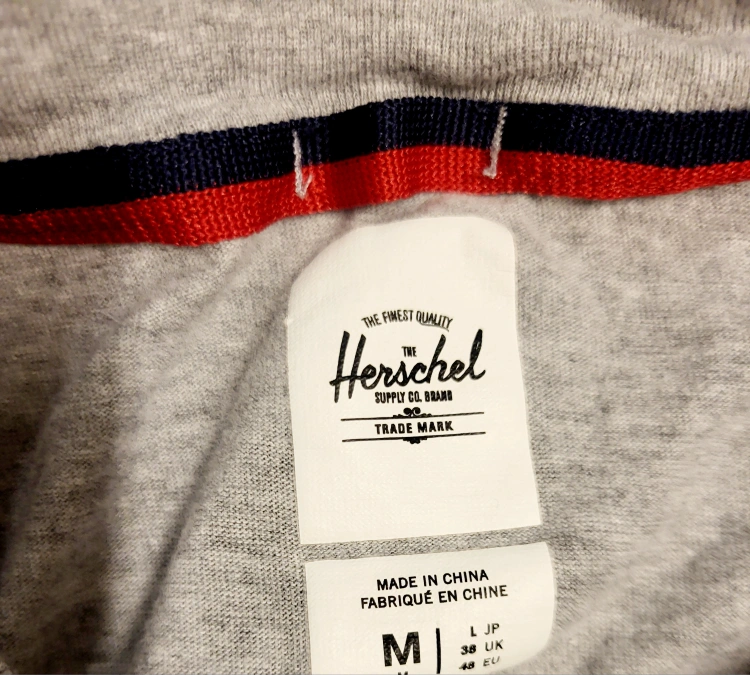 THE FINEST QUALITY
THE
Herschel
SUPPLY CO. BRAND
TRADE MARK
MADE IN CHINA
FABRIQUÉ EN CHINE
M
L JP
38 UK
48 EU